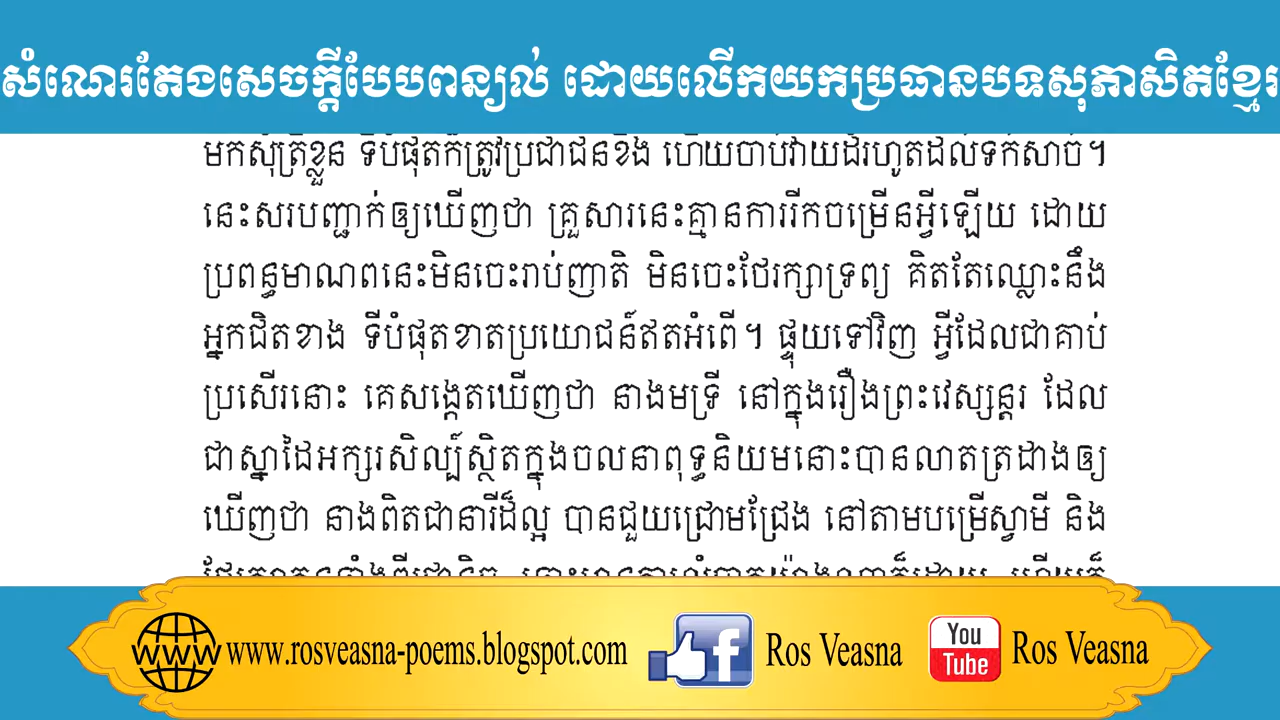 សំណេរតែងសេចក្តីបែបពន្យល់ ដោយលើកយកប្រធានបទសុភាសិតខ្មែរ
មកសុំគ្រីខ្លួន ទីបំផុតក៏ត្រូវប្រជាជនខឹង ហើយចាប់វាយដំរហូតដល់ទឹកសាច់។
នេះសរបញ្ជាក់ឲ្យឃើញថា គ្រួសារនេះគ្មានការរីកចម្រើនអ្វីឡើយ ដោយ
ប្រពន្ធមាណពនេះមិនចេះរាប់ញាតិ មិនចេះថែរក្សាទ្រព្យ គិតតែឈ្លោះនឹង
អ្នកជិតខាង ទីបំផុតខាតប្រយោជន៍ឥតអំពើ។ ផ្ទុយទៅវិញ អ្វីដែលជាគាប់
ប្រសើរនោះ គេសង្កេតឃើញថា នាងមទ្រី នៅក្នុងរឿងព្រះវេស្សន្តរ ដែល
ជាស្នាដៃអក្សរសិល្ប៍ស្ថិតក្នុងចលនាពុទ្ធនិយមនោះបានលាតត្រដាងឲ្យ
ឃើញថា នាងពិតជានារីដ៏ល្អ បានជួយជ្រោមជ្រែង នៅតាមបម្រើស្វាមី និង
www.rosveasna-poems.blogspot.com Ros Veasna You Tube Ros Veasna